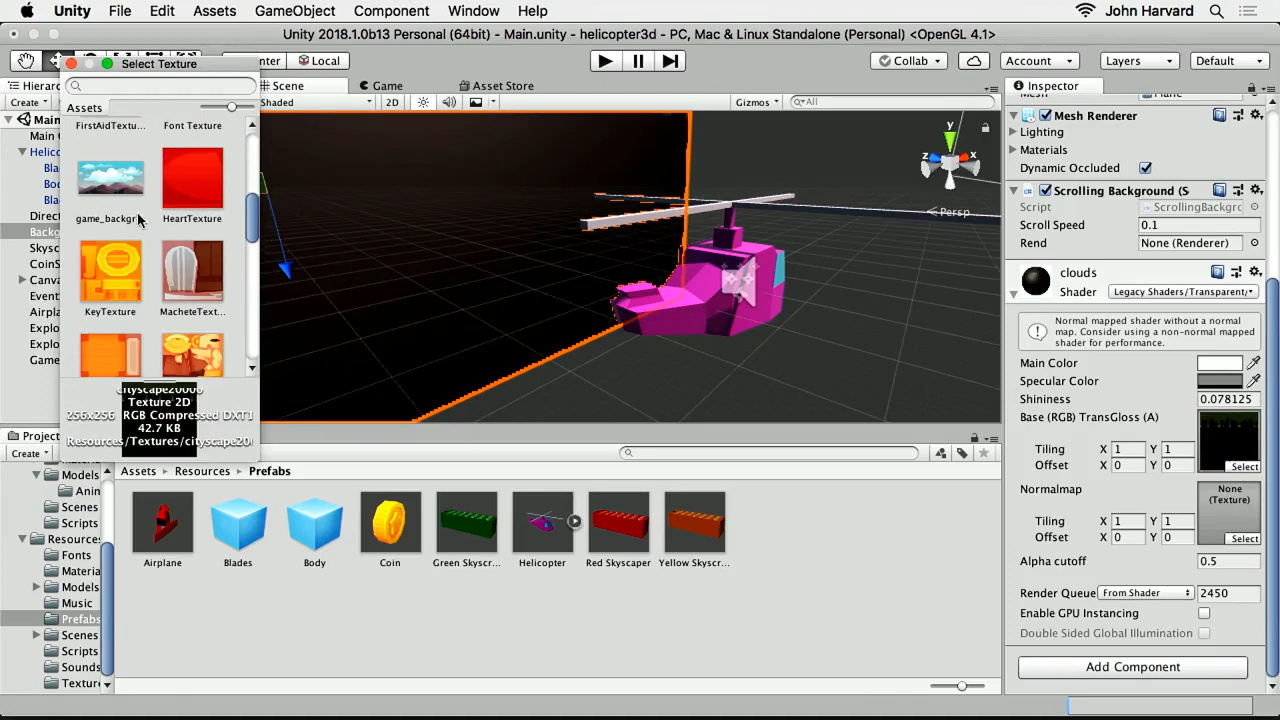 Unity File Edit Assets GameObject Component Window Help John Harvard
Unity 2018.1.0b13 Personal (64bit) - Main.unity - helicopter3d - PC, Mac & Linux Standalone (Personal) <OpenGL 4.1>
Local Collab Account Layers Default
Select Texture
Assets
FirstAidTextu... Font Texture
HeartTexture
KeyTexture MacheteText...
cityscape20000
Texture 2D
256x256 RGB Compressed DXT1
42.7 KB
Resources/Textures/cityscape20
Hierarc
Create
Main
Main C
Helico
Bla
Bod
Bla
Direct
Backg
Skysc
CoinS
Canva
Event
Airpla
Explo
Explo
Game
Scene Game Asset Store
Shaded 2D Gizmos All
y
z x
Persp
Project
Create
Assets Resources Prefabs
Models
Anin
Scenes
Scripts
Resource
Fonts
Materia
Models
Music
Prefabs
Scenes
Scripts
Sounds
Texture
Airplane Blades Body Coin Green Skyscr... Helicopter Red Skyscaper Yellow Skyscr...
Inspector
Mesh Renderer
Lighting
Materials
Dynamic Occluded
Scrolling Background (S
Script ScrollingBackgro
Scroll Speed 0.1
Rend None (Renderer)
clouds
Shader Legacy Shaders/Transparent/
Normal mapped shader without a normal
map. Consider using a non-normal mapped
shader for performance.
Main Color
Specular Color
Shininess 0.078125
Base (RGB) TransGloss (A)
Tiling X 1 Y 1
Offset X 0 Y 0 Select
Normalmap None
(Texture)
Tiling X 1 Y 1
Offset X 0 Y 0 Select
Alpha cutoff 0.5
Render Queue From Shader 2450
Enable GPU Instancing
Double Sided Global Illumination
Add Component